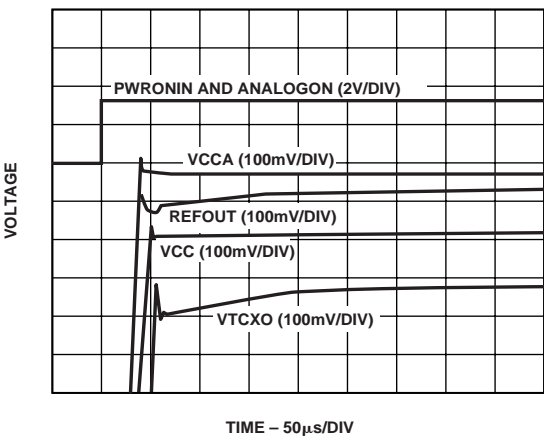 PWRONIN AND ANALOGON (2V/DIV)
VCCA (100mV/DIV)
REFOUT (100mV/DIV)
VCC (100mV/DIV)
VTCXO (100mV/DIV)
VOLTAGE
TIME – 50μs/DIV